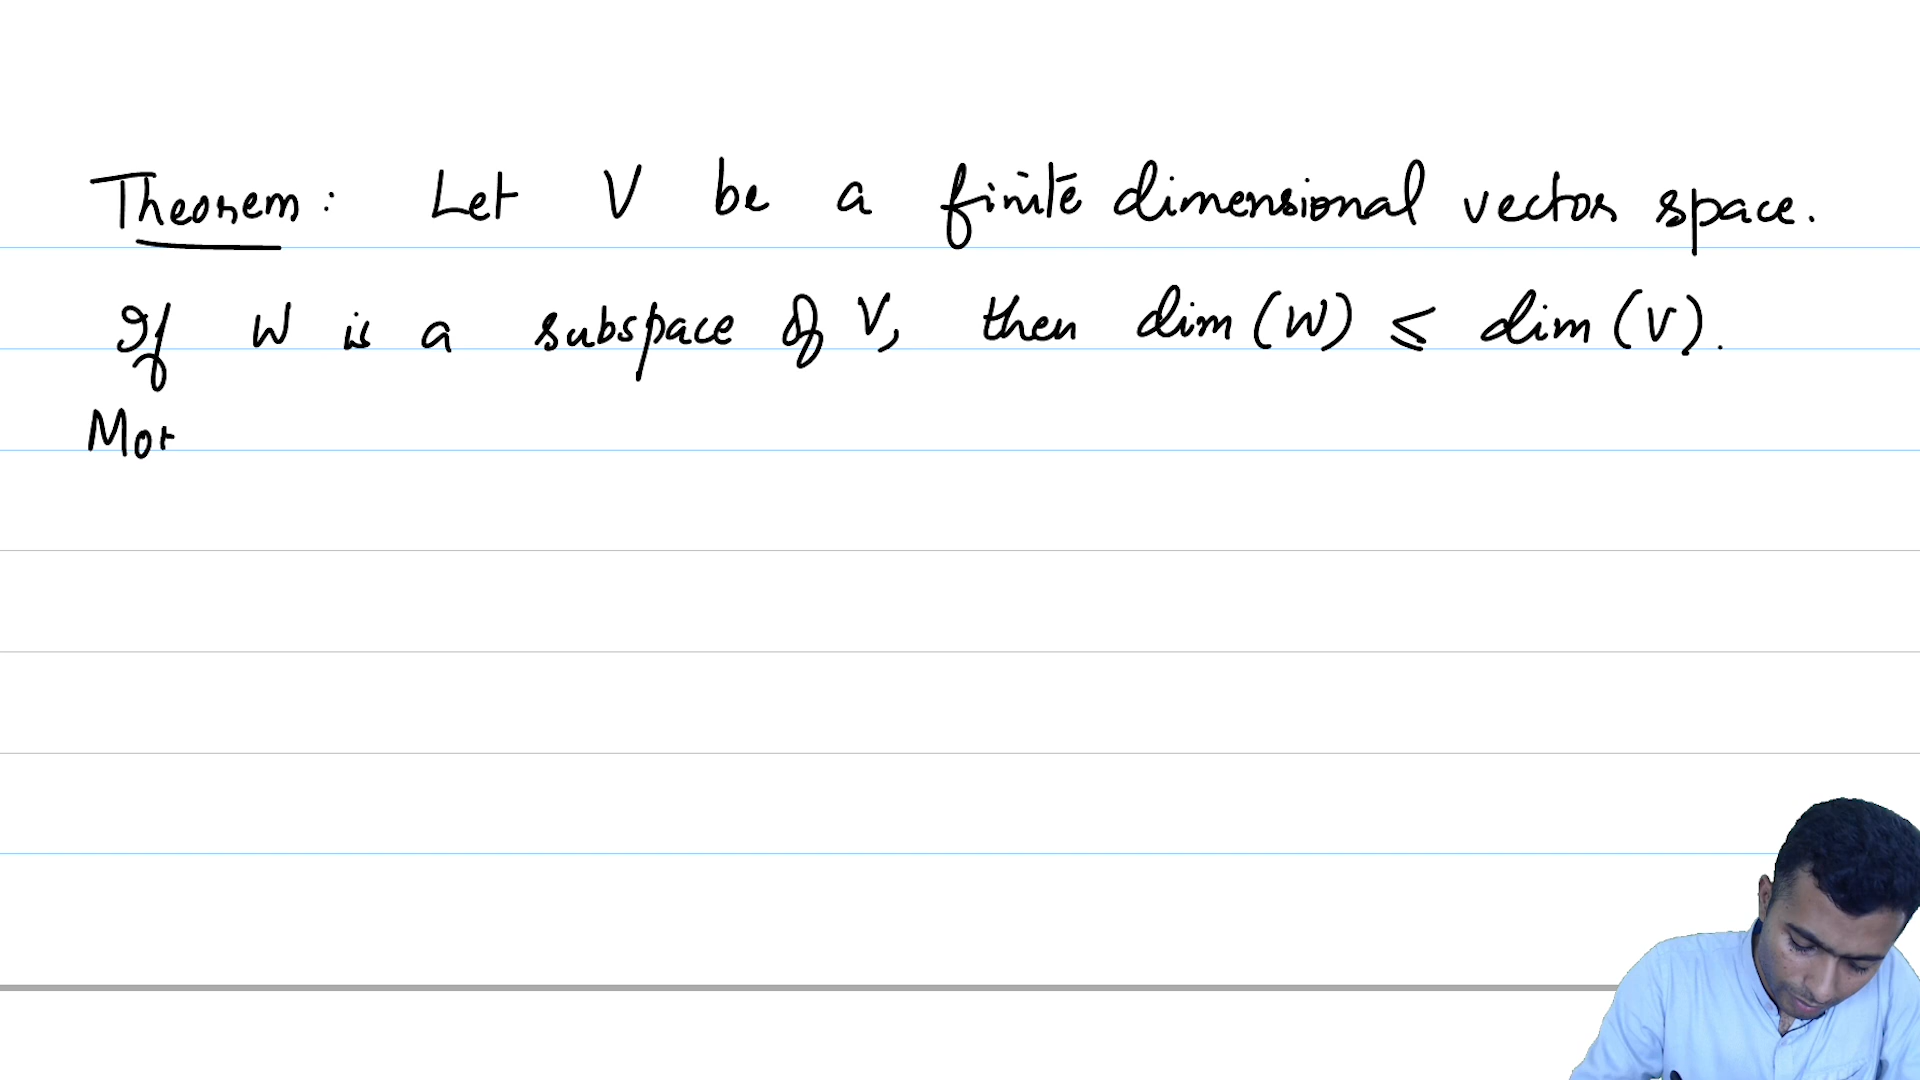 Theorem: Let V be a finite dimensional vector space.
If W is a subspace of V, then dim (W) ≤ dim (V).
Mor